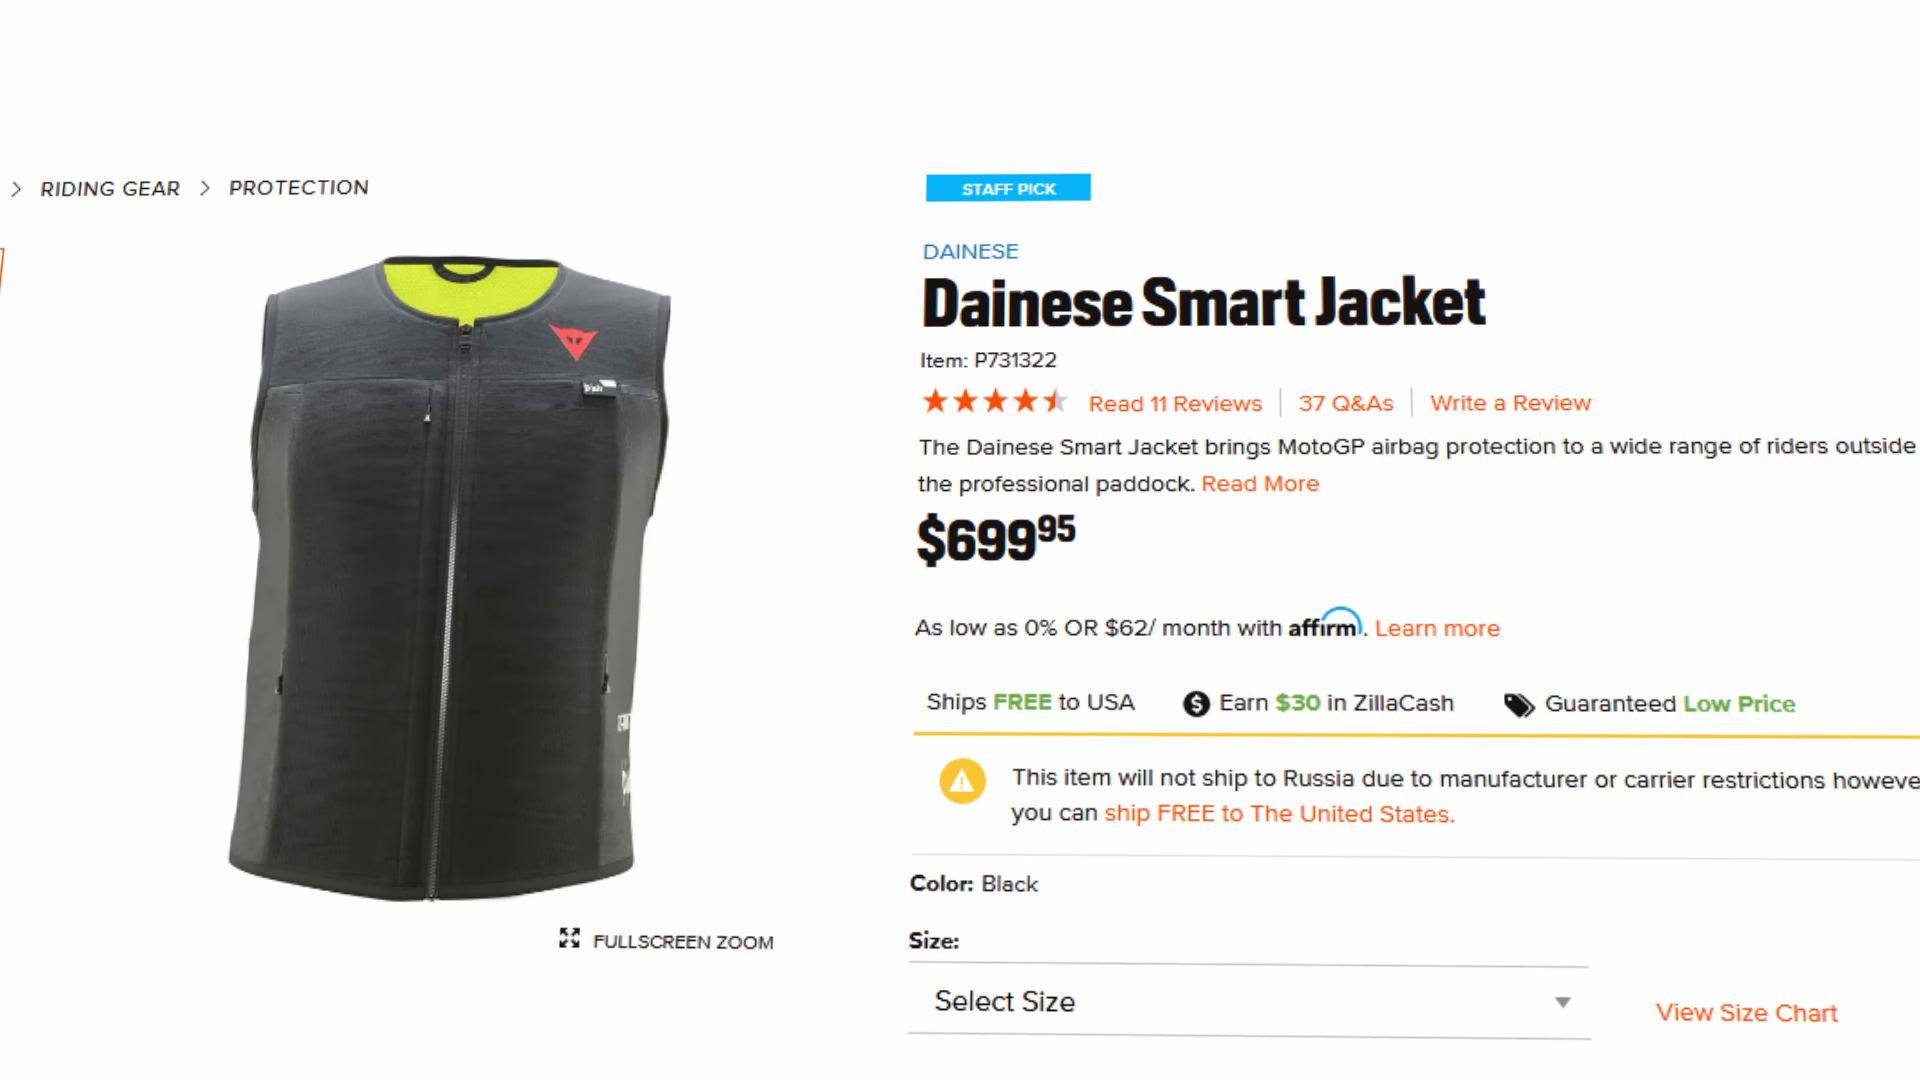 > RIDING GEAR > PROTECTION
STAFF PICK
DAINESE
Dainese Smart Jacket
Item: P731322
Read 11 Reviews | 37 Q&As | Write a Review
The Dainese Smart Jacket brings MotoGP airbag protection to a wide range of riders outside
the professional paddock. Read More
$699.95
As low as 0% OR $62/ month with affirm. Learn more
Ships FREE to USA
Earn $30 in ZillaCash
Guaranteed Low Price
This item will not ship to Russia due to manufacturer or carrier restrictions howeve
you can ship FREE to The United States.
Color: Black
FULLSCREEN ZOOM
Size:
Select Size
View Size Chart